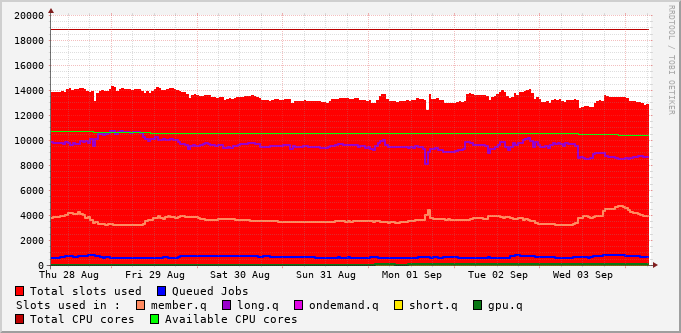 20000
18000
16000
14000
12000
10000
8000
6000
4000
2000
0
Thu 28 Aug Fri 29 Aug Sat 30 Aug Sun 31 Aug Mon 01 Sep Tue 02 Sep Wed 03 Sep
RRDTOOL / TOBI OETIKER
Total slots used Queued Jobs
Slots used in : member.q long.q ondemand.q short.q gpu.q
Total CPU cores Available CPU cores